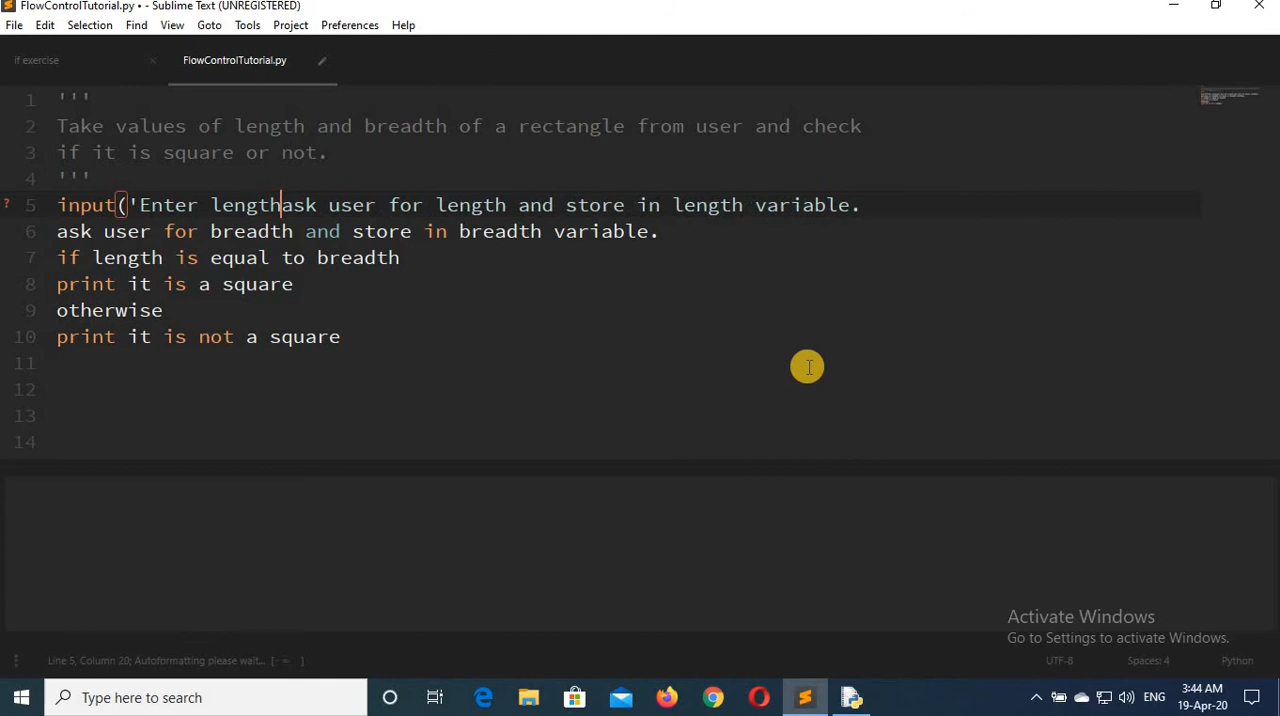 FlowControlTutorial.py • - Sublime Text (UNREGISTERED)
File Edit Selection Find View Goto Tools Project Preferences Help
If exercise FlowControlTutorial.py
1 '''
2 Take values of length and breadth of a rectangle from user and check
3 if it is square or not.
4 '''
? 5 input('Enter lengthask user for length and store in length variable.
6 ask user for breadth and store in breadth variable.
7 if length is equal to breadth
8 print it is a square
9 otherwise
10 print it is not a square
11
12
13
14
Activate Windows
Go to Settings to activate Windows.
Line 5, Column 20; Autoformatting please wait... [ = ] UTF-8 Spaces: 4 Python
Type here to search ENG 3:44 AM
19-Apr-20